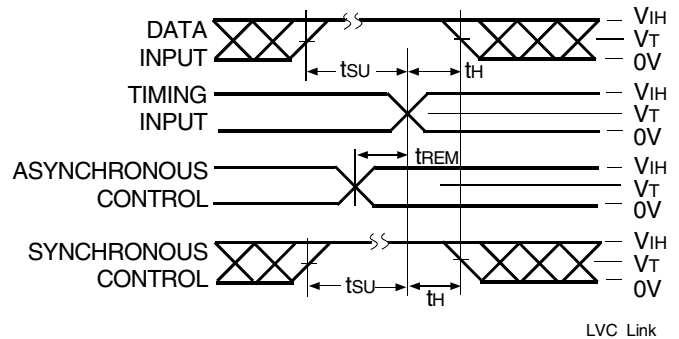 DATA
INPUT
tSU
tH
VIH
VT
0V
TIMING
INPUT
VIH
VT
0V
tREM
ASYNCHRONOUS
CONTROL
VIH
VT
0V
SYNCHRONOUS
CONTROL
tSU
tH
VIH
VT
0V
LVC Link